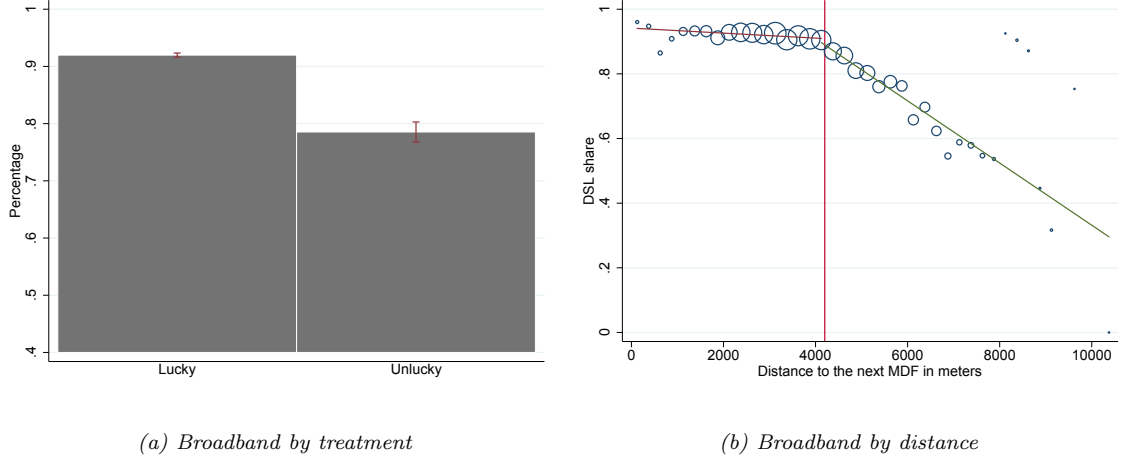 1
.9
.8
.7
.6
.5
.4
Percentage
Lucky
Unlucky
(a) Broadband by treatment
1
.8
.6
.4
.2
0
DSL share
0 2000 4000 6000 8000 10000
Distance to the next MDF in meters
(b) Broadband by distance